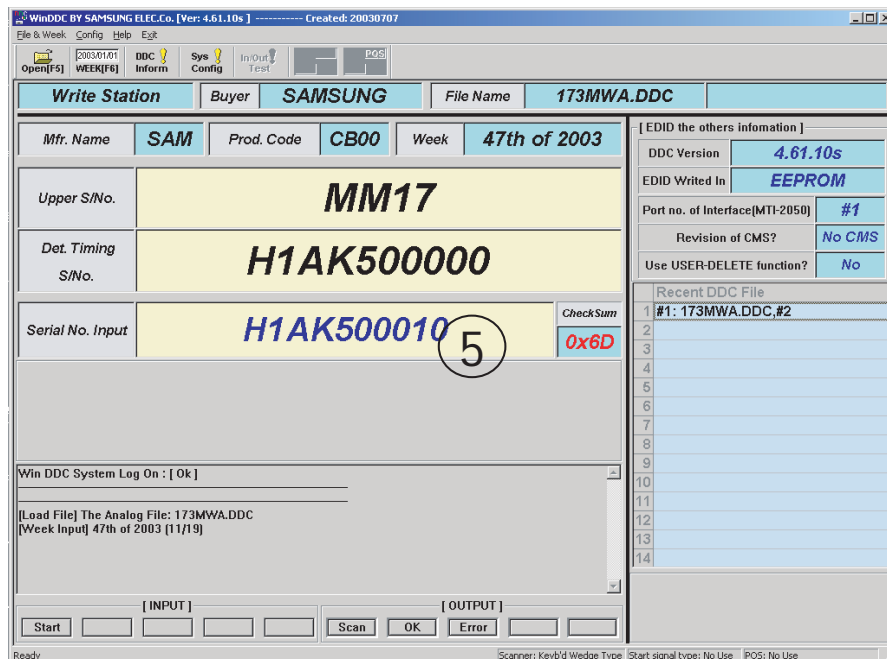 WinDDC BY SAMSUNG ELEC.Co. [Ver: 4.61.10s ] ---------- Created: 20030707
File & Week Config Help Exit
Open[F5] 2003/01/01 WEEK[F6] DDC Inform Sys Config In/Out Test POS
Write Station Buyer SAMSUNG File Name 173MWA.DDC
Mfr. Name SAM Prod. Code CB00 Week 47th of 2003
Upper S/No. MM17
Det. Timing S/No. H1AK500000
Serial No. Input H1AK500010 CheckSum 0x6D
5
[ EDID the others infomation ]
DDC Version 4.61.10s
EDID Writed In EEPROM
Port no. of Interface(MTI-2050) #1
Revision of CMS? No CMS
Use USER-DELETE function? No
Recent DDC File
1 #1: 173MWA.DDC,#2
2
3
4
5
6
7
8
9
10
11
12
13
14
Win DDC System Log On : [ Ok ]
[Load File] The Analog File: 173MWA.DDC
[Week Input] 47th of 2003 (11/19)
[ INPUT ] [ OUTPUT ]
Start Scan OK Error
Ready Scanner: Keyb'd Wedge Type Start signal type: No Use POS: No Use